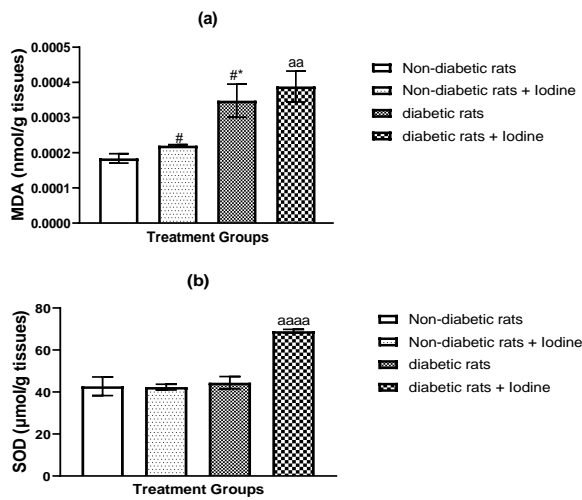 (a)
MDA (nmol/g tissues)
0.0005
0.0004
0.0003
0.0002
0.0001
0.0000
#
#*
aa
Treatment Groups
Non-diabetic rats
Non-diabetic rats + Iodine
diabetic rats
diabetic rats + Iodine
(b)
SOD (µmol/g tissues)
80
60
40
20
0
aaaa
Treatment Groups
Non-diabetic rats
Non-diabetic rats + Iodine
diabetic rats
diabetic rats + Iodine